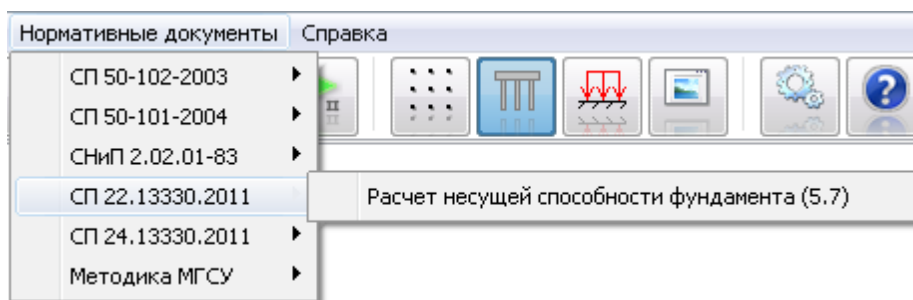 Нормативные документы Справка
СП 50-102-2003
СП 50-101-2004
СНиП 2.02.01-83
СП 22.13330.2011 Расчет несущей способности фундамента (5.7)
СП 24.13330.2011
Методика МГСУ